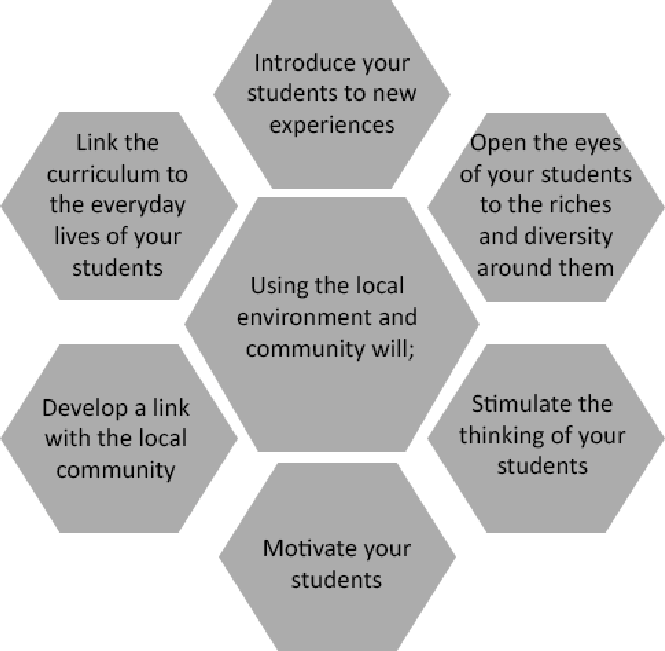 Introduce your
students to new
experiences
Link the
curriculum to
the everyday
lives of your
students
Open the eyes
of your students
to the riches
and diversity
around them
Using the local
environment and
community will;
Develop a link
with the local
community
Stimulate the
thinking of your
students
Motivate your
students